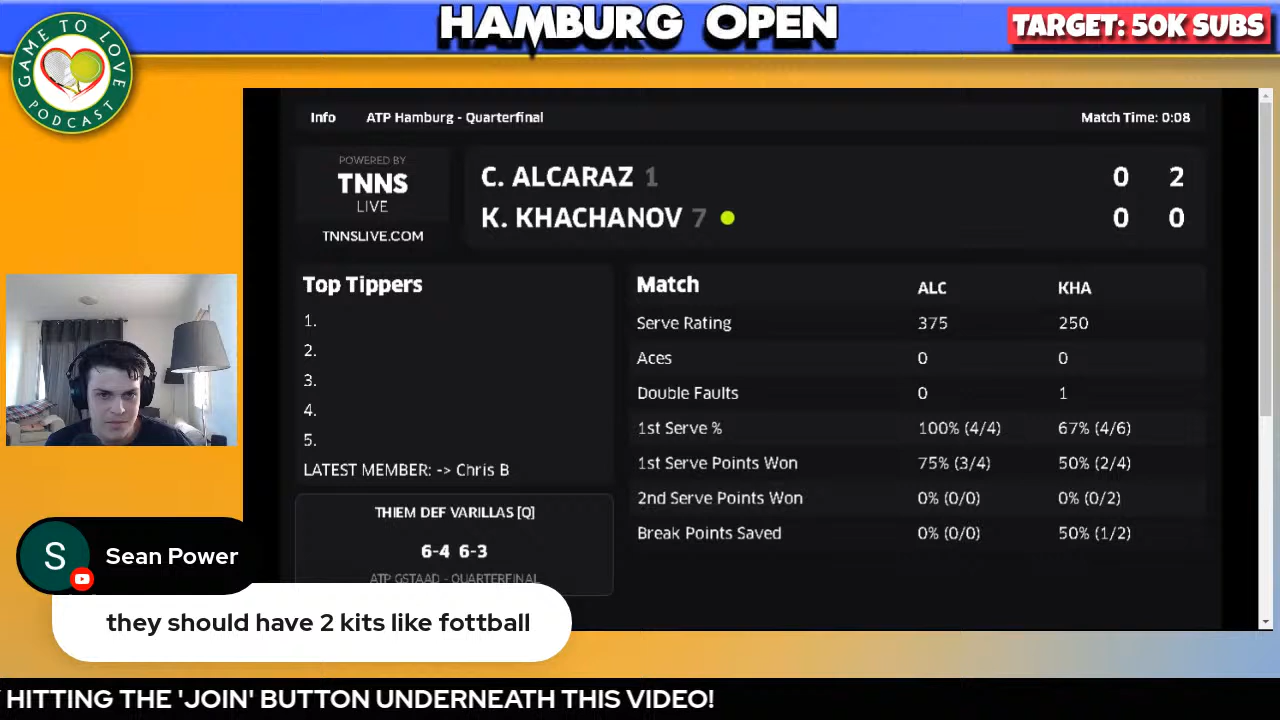 HAMBURG OPEN
TARGET: 50K SUBS
GAME TO LOVE
PODCAST
Info ATP Hamburg - Quarterfinal Match Time: 0:08
POWERED BY
TNNS
LIVE
TNNSLIVE.COM
C. ALCARAZ 1 0 2
K. KHACHANOV 7 0 0
Top Tippers
1.
2.
3.
4.
5.
LATEST MEMBER: -> Chris B
THIEM DEF VARILLAS [Q]
6-4 6-3
ATP GSTAAD - QUARTERFINAL
Match ALC KHA
Serve Rating 375 250
Aces 0 0
Double Faults 0 1
1st Serve % 100% (4/4) 67% (4/6)
1st Serve Points Won 75% (3/4) 50% (2/4)
2nd Serve Points Won 0% (0/0) 0% (0/2)
Break Points Saved 0% (0/0) 50% (1/2)
S Sean Power
they should have 2 kits like fottball
HITTING THE 'JOIN' BUTTON UNDERNEATH THIS VIDEO!